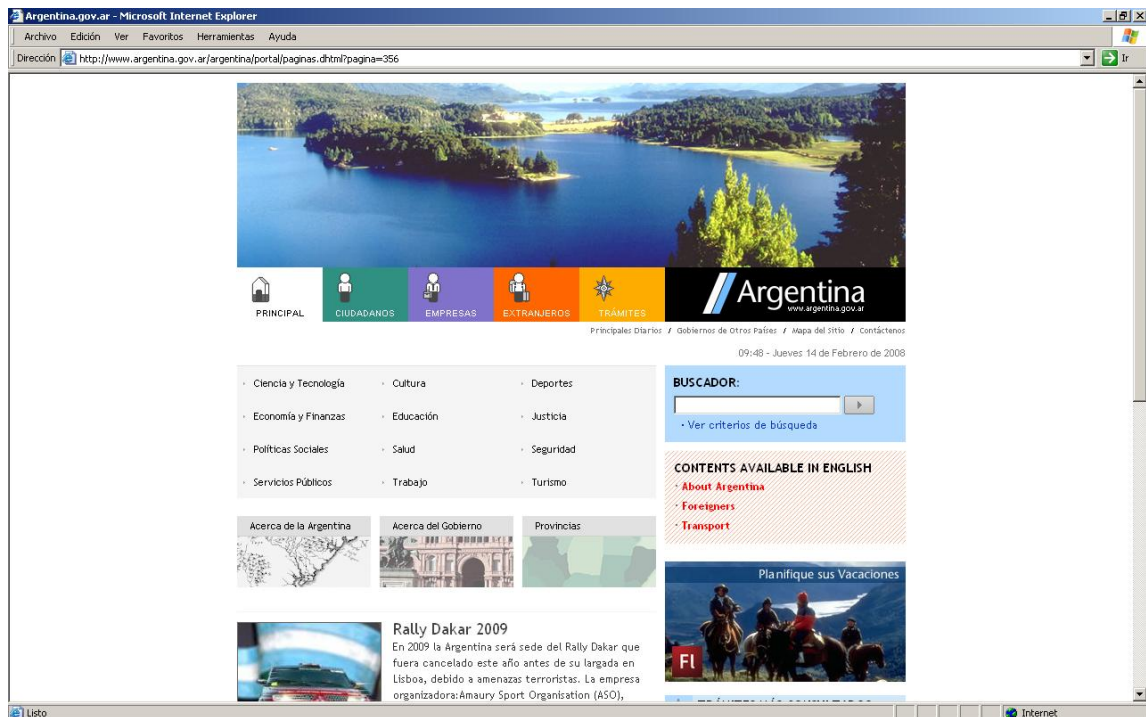 Argentina.gov.ar - Microsoft Internet Explorer
Archivo Edición Ver Favoritos Herramientas Ayuda
Dirección http://www.argentina.gov.ar/argentina/portal/paginas.dhtml?pagina=356 Ir
PRINCIPAL CIUDADANOS EMPRESAS EXTRANJEROS TRÁMITES
Argentina
www.argentina.gov.ar
Principales Diarios / Gobiernos de Otros Países / Mapa del Sitio / Contáctenos
09:48 - Jueves 14 de Febrero de 2008
Ciencia y Tecnología Cultura Deportes
Economía y Finanzas Educación Justicia
Políticas Sociales Salud Seguridad
Servicios Públicos Trabajo Turismo
BUSCADOR:
Ver criterios de búsqueda
CONTENTS AVAILABLE IN ENGLISH
About Argentina
Foreigners
Transport
Acerca de la Argentina Acerca del Gobierno Provincias
Planifique sus Vacaciones
Fl
Rally Dakar 2009
En 2009 la Argentina será sede del Rally Dakar que
fuera cancelado este año antes de su largada en
Lisboa, debido a amenazas terroristas. La empresa
organizadora:Amaury Sport Organisation (ASO),
Listo Internet